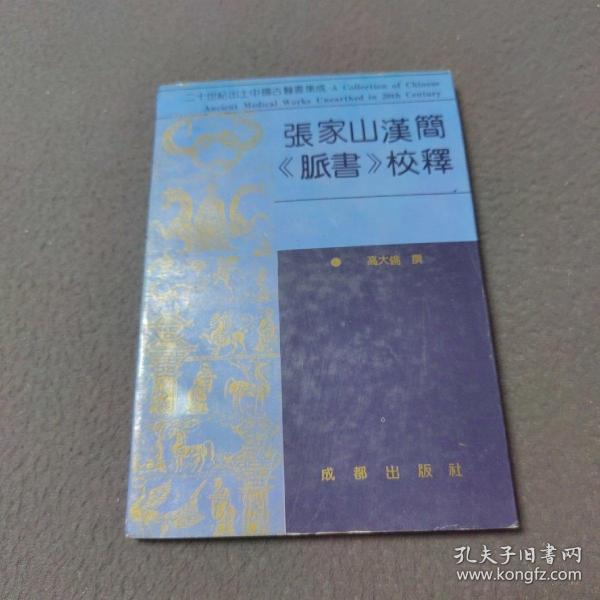 二十世紀出土中國古醫書集成·A Collection of Chinese
Ancient Medical Works Unearthed in 20th Century
張家山漢簡
《脈書》校釋
高大錫 撰
成都出版社
孔夫子旧书网
www.kongfz.com